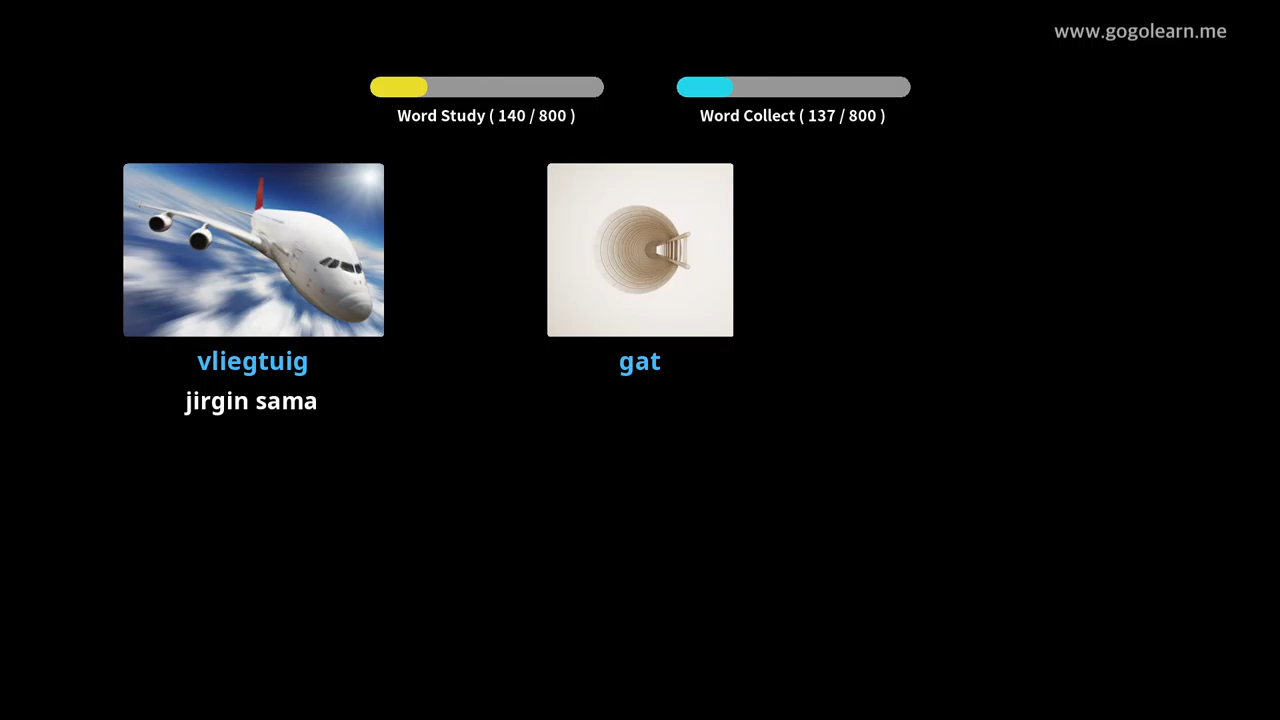 www.gogolearn.me
Word Study ( 140 / 800 )
Word Collect ( 137 / 800 )
vliegtuig
jirgin sama
gat